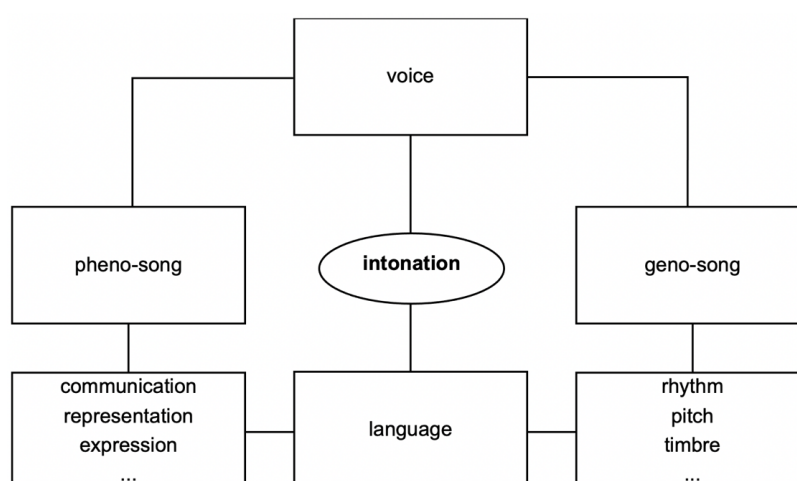 voice
pheno-song
intonation
geno-song
communication
representation
expression
...
language
rhythm
pitch
timbre
...